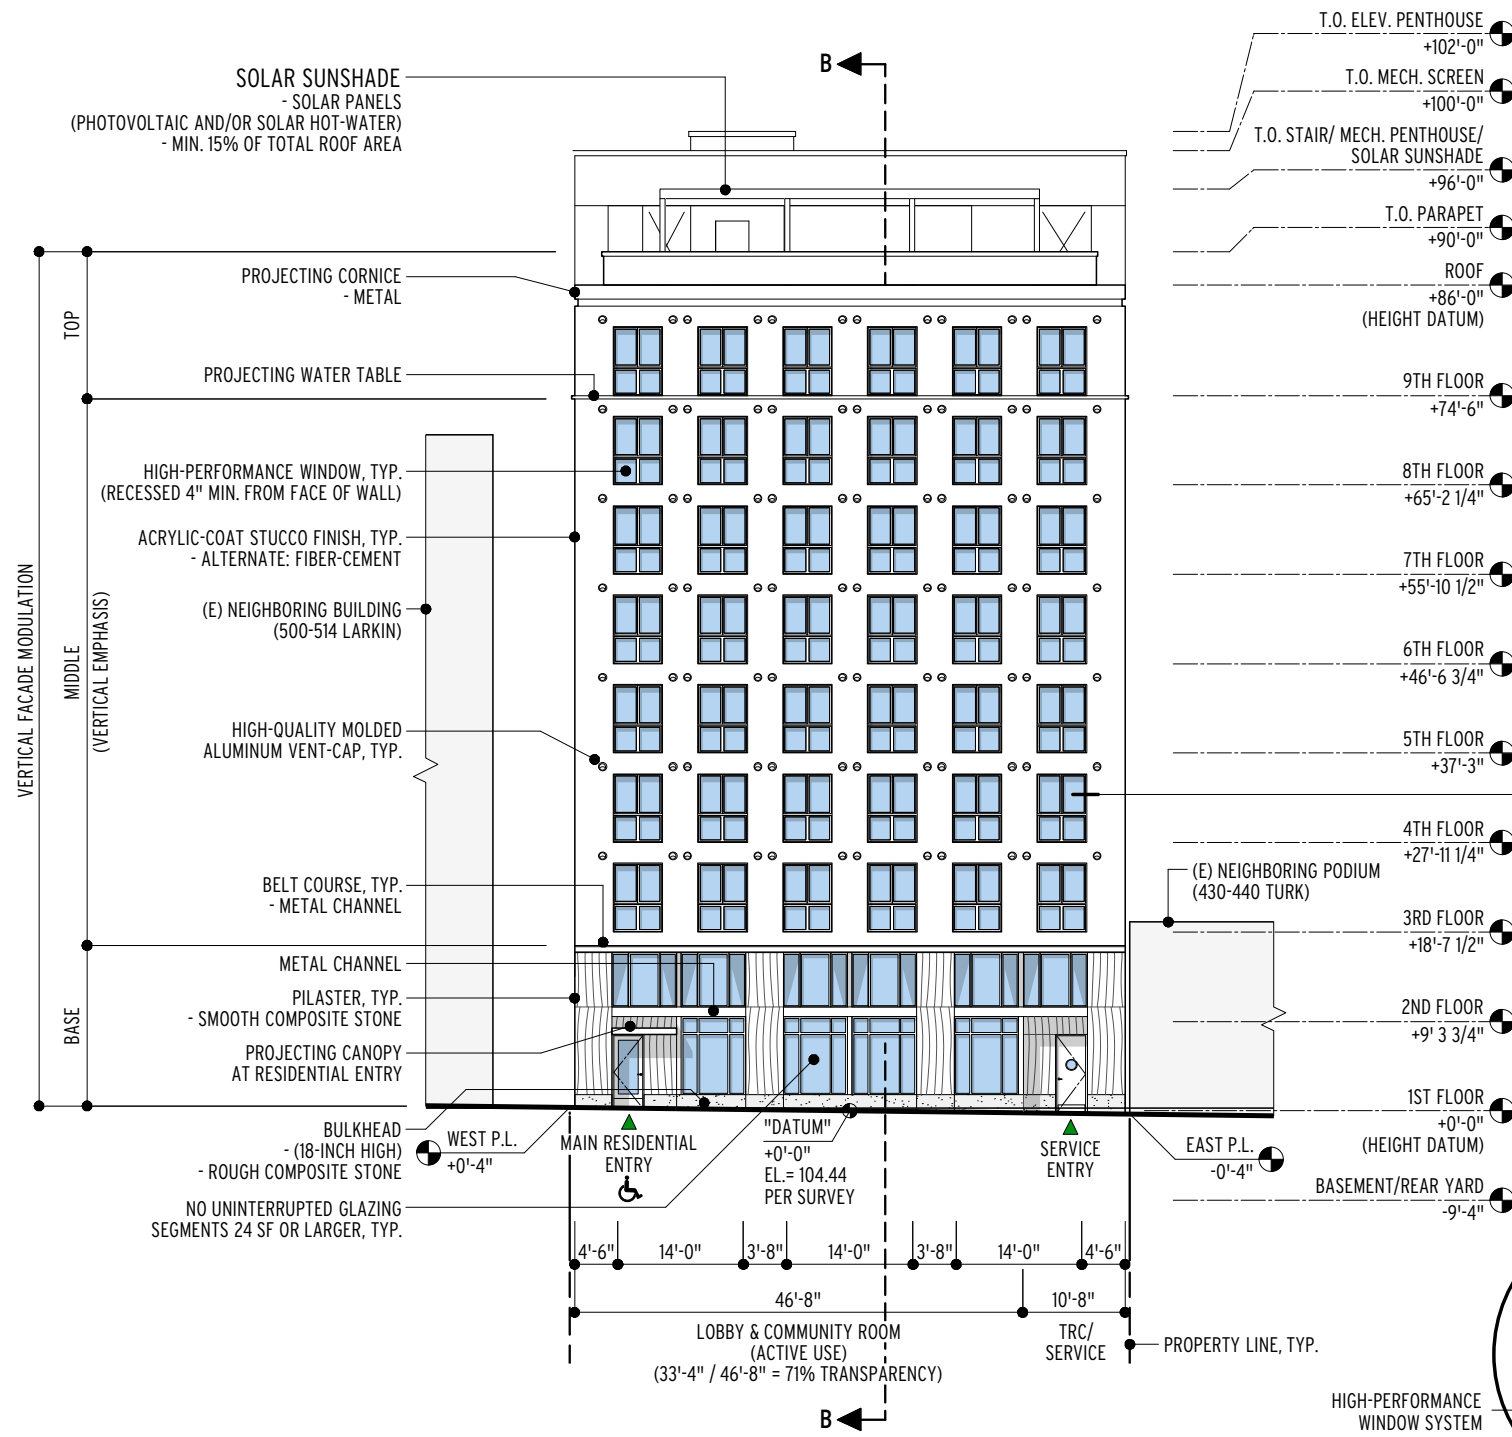 B
SOLAR SUNSHADE
- SOLAR PANELS
(PHOTOVOLTAIC AND/OR SOLAR HOT-WATER)
- MIN. 15% OF TOTAL ROOF AREA
T.O. ELEV. PENTHOUSE
+102'-0"
T.O. MECH. SCREEN
+100'-0"
T.O. STAIR/ MECH. PENTHOUSE/
SOLAR SUNSHADE
+96'-0"
T.O. PARAPET
+90'-0"
ROOF
+86'-0"
(HEIGHT DATUM)
9TH FLOOR
+74'-6"
8TH FLOOR
+65'-2 1/4"
7TH FLOOR
+55'-10 1/2"
6TH FLOOR
+46'-6 3/4"
5TH FLOOR
+37'-3"
4TH FLOOR
+27'-11 1/4"
3RD FLOOR
+18'-7 1/2"
2ND FLOOR
+9' 3 3/4"
1ST FLOOR
+0'-0"
(HEIGHT DATUM)
BASEMENT/REAR YARD
-9'-4"
VERTICAL FACADE MODULATION
TOP
MIDDLE
(VERTICAL EMPHASIS)
BASE
PROJECTING CORNICE
- METAL
PROJECTING WATER TABLE
HIGH-PERFORMANCE WINDOW, TYP.
(RECESSED 4" MIN. FROM FACE OF WALL)
ACRYLIC-COAT STUCCO FINISH, TYP.
- ALTERNATE: FIBER-CEMENT
(E) NEIGHBORING BUILDING
(500-514 LARKIN)
HIGH-QUALITY MOLDED
ALUMINUM VENT-CAP, TYP.
BELT COURSE, TYP.
- METAL CHANNEL
METAL CHANNEL
PILASTER, TYP.
- SMOOTH COMPOSITE STONE
PROJECTING CANOPY
AT RESIDENTIAL ENTRY
BULKHEAD
- (18-INCH HIGH)
- ROUGH COMPOSITE STONE
NO UNINTERRUPTED GLAZING
SEGMENTS 24 SF OR LARGER, TYP.
(E) NEIGHBORING PODIUM
(430-440 TURK)
WEST P.L.
+0'-4"
MAIN RESIDENTIAL
ENTRY
"DATUM"
+0'-0"
EL.= 104.44
PER SURVEY
SERVICE
ENTRY
EAST P.L.
-0'-4"
4'-6" 14'-0" 3'-8" 14'-0" 3'-8" 14'-0" 4'-6"
46'-8" 10'-8"
LOBBY & COMMUNITY ROOM
(ACTIVE USE)
(33'-4" / 46'-8" = 71% TRANSPARENCY)
TRC/
SERVICE
PROPERTY LINE, TYP.
B
HIGH-PERFORMANCE
WINDOW SYSTEM